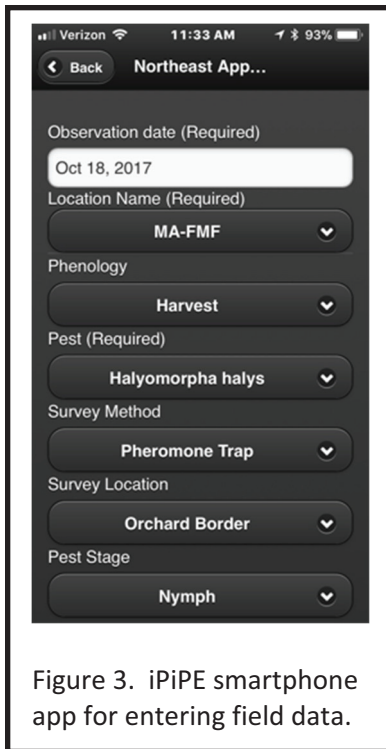 Verizon 11:33 AM 93%
Back Northeast App...
Observation date (Required)
Oct 18, 2017
Location Name (Required)
MA-FMF
Phenology
Harvest
Pest (Required)
Halyomorpha halys
Survey Method
Pheromone Trap
Survey Location
Orchard Border
Pest Stage
Nymph
Figure 3. iPiPE smartphone
app for entering field data.